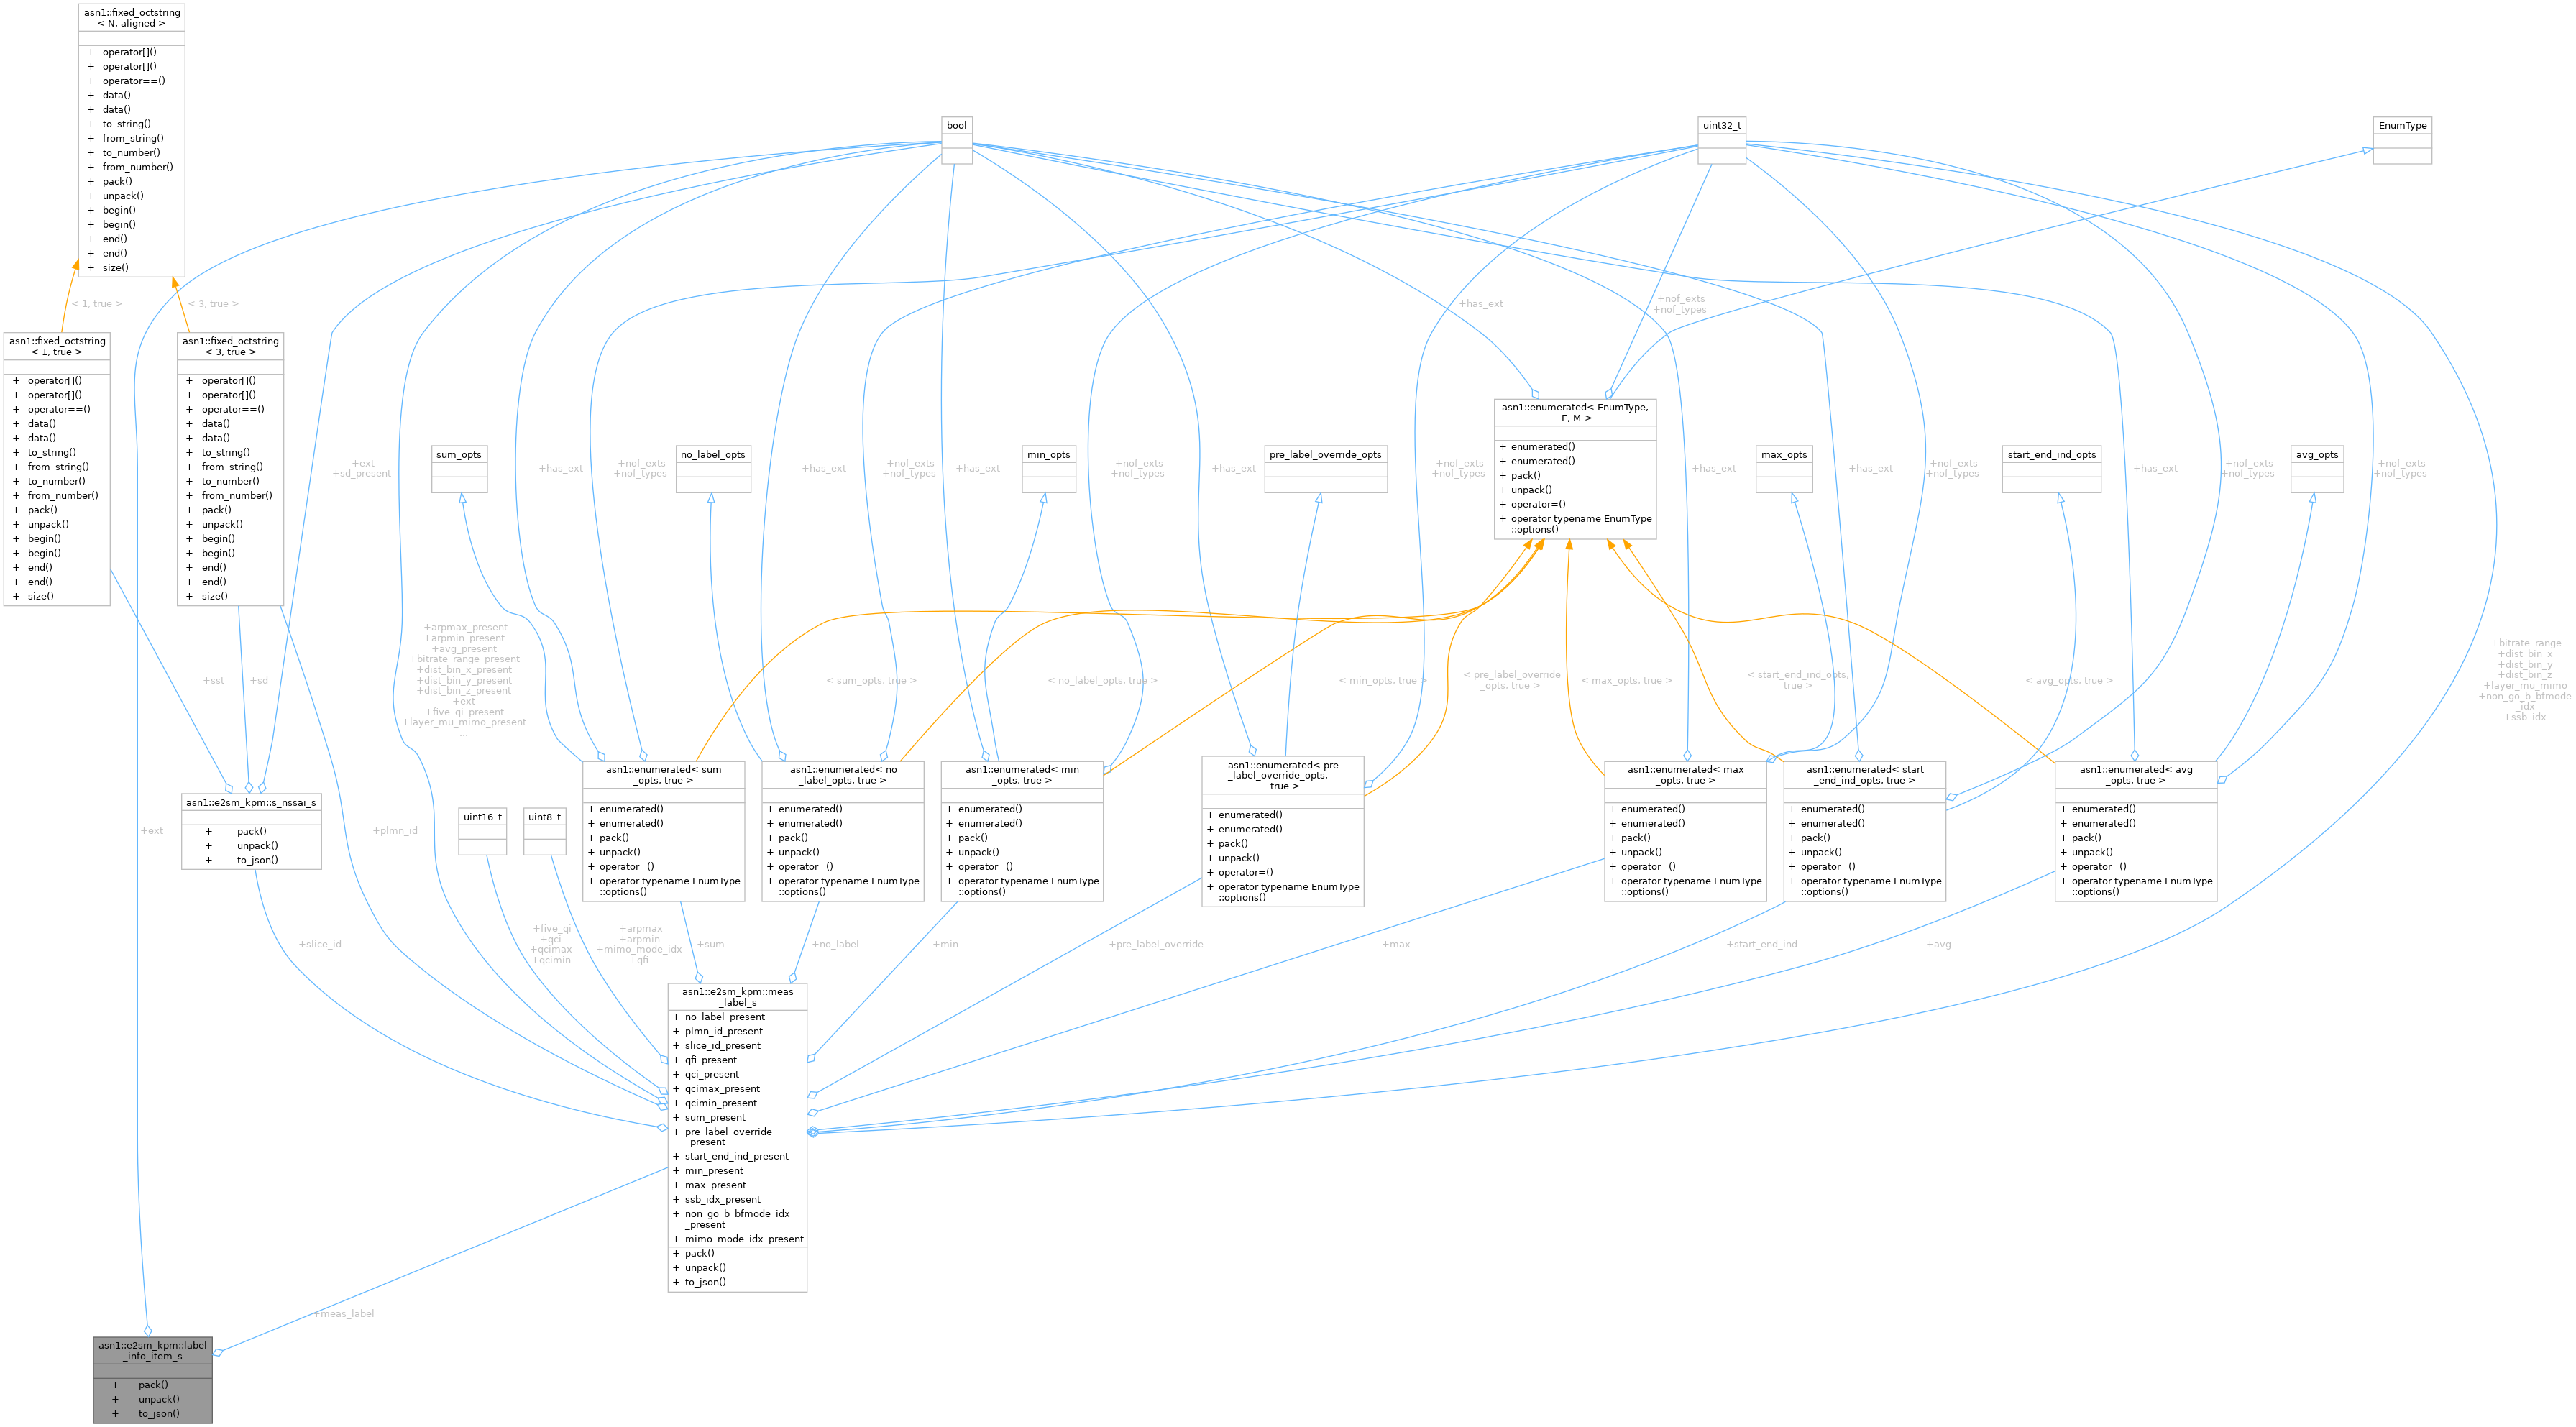 asn1::fixed_octstring
< N, aligned >
+ operator[]()
+ operator[]()
+ operator==()
+ data()
+ data()
+ to_string()
+ from_string()
+ to_number()
+ from_number()
+ pack()
+ unpack()
+ begin()
+ begin()
+ end()
+ end()
+ size()
bool
uint32_t
EnumType
< 1, true >
< 3, true >
+has_ext
+nof_exts
+nof_types
asn1::fixed_octstring
< 1, true >
+ operator[]()
+ operator[]()
+ operator==()
+ data()
+ data()
+ to_string()
+ from_string()
+ to_number()
+ from_number()
+ pack()
+ unpack()
+ begin()
+ begin()
+ end()
+ end()
+ size()
asn1::fixed_octstring
< 3, true >
+ operator[]()
+ operator[]()
+ operator==()
+ data()
+ data()
+ to_string()
+ from_string()
+ to_number()
+ from_number()
+ pack()
+ unpack()
+ begin()
+ begin()
+ end()
+ end()
+ size()
asn1::enumerated< EnumType,
E, M >
+ enumerated()
+ enumerated()
+ pack()
+ unpack()
+ operator=()
+ operator typename EnumType
::options()
+ext
+sd_present
sum_opts
+has_ext
+nof_exts
+nof_types
no_label_opts
+has_ext
+nof_exts
+nof_types
+has_ext
min_opts
+nof_exts
+nof_types
+has_ext
pre_label_override_opts
+nof_exts
+nof_types
+has_ext
max_opts
+has_ext
+nof_exts
+nof_types
start_end_ind_opts
+has_ext
+nof_exts
+nof_types
avg_opts
+nof_exts
+nof_types
+arpmax_present
+arpmin_present
+avg_present
+bitrate_range_present
+dist_bin_x_present
+dist_bin_y_present
+dist_bin_z_present
+ext
+five_qi_present
+layer_mu_mimo_present
...
+sst
+sd
< sum_opts, true >
< no_label_opts, true >
< min_opts, true >
< pre_label_override
_opts, true >
< max_opts, true >
< start_end_ind_opts,
true >
< avg_opts, true >
+bitrate_range
+dist_bin_x
+dist_bin_y
+dist_bin_z
+layer_mu_mimo
+non_go_b_bfmode
_idx
+ssb_idx
+ext
asn1::e2sm_kpm::s_nssai_s
+ pack()
+ unpack()
+ to_json()
+plmn_id
uint16_t
uint8_t
asn1::enumerated< sum
_opts, true >
+ enumerated()
+ enumerated()
+ pack()
+ unpack()
+ operator=()
+ operator typename EnumType
::options()
asn1::enumerated< no
_label_opts, true >
+ enumerated()
+ enumerated()
+ pack()
+ unpack()
+ operator=()
+ operator typename EnumType
::options()
asn1::enumerated< min
_opts, true >
+ enumerated()
+ enumerated()
+ pack()
+ unpack()
+ operator=()
+ operator typename EnumType
::options()
asn1::enumerated< pre
_label_override_opts,
true >
+ enumerated()
+ enumerated()
+ pack()
+ unpack()
+ operator=()
+ operator typename EnumType
::options()
asn1::enumerated< max
_opts, true >
+ enumerated()
+ enumerated()
+ pack()
+ unpack()
+ operator=()
+ operator typename EnumType
::options()
asn1::enumerated< start
_end_ind_opts, true >
+ enumerated()
+ enumerated()
+ pack()
+ unpack()
+ operator=()
+ operator typename EnumType
::options()
asn1::enumerated< avg
_opts, true >
+ enumerated()
+ enumerated()
+ pack()
+ unpack()
+ operator=()
+ operator typename EnumType
::options()
+slice_id
+five_qi
+qci
+qcimax
+qcimin
+arpmax
+arpmin
+mimo_mode_idx
+qfi
+sum
+no_label
+min
+pre_label_override
+max
+start_end_ind
+avg
asn1::e2sm_kpm::meas
_label_s
+ no_label_present
+ plmn_id_present
+ slice_id_present
+ qfi_present
+ qci_present
+ qcimax_present
+ qcimin_present
+ sum_present
+ pre_label_override
_present
+ start_end_ind_present
+ min_present
+ max_present
+ ssb_idx_present
+ non_go_b_bfmode_idx
_present
+ mimo_mode_idx_present
+ pack()
+ unpack()
+ to_json()
+meas_label
asn1::e2sm_kpm::label
_info_item_s
+ pack()
+ unpack()
+ to_json()